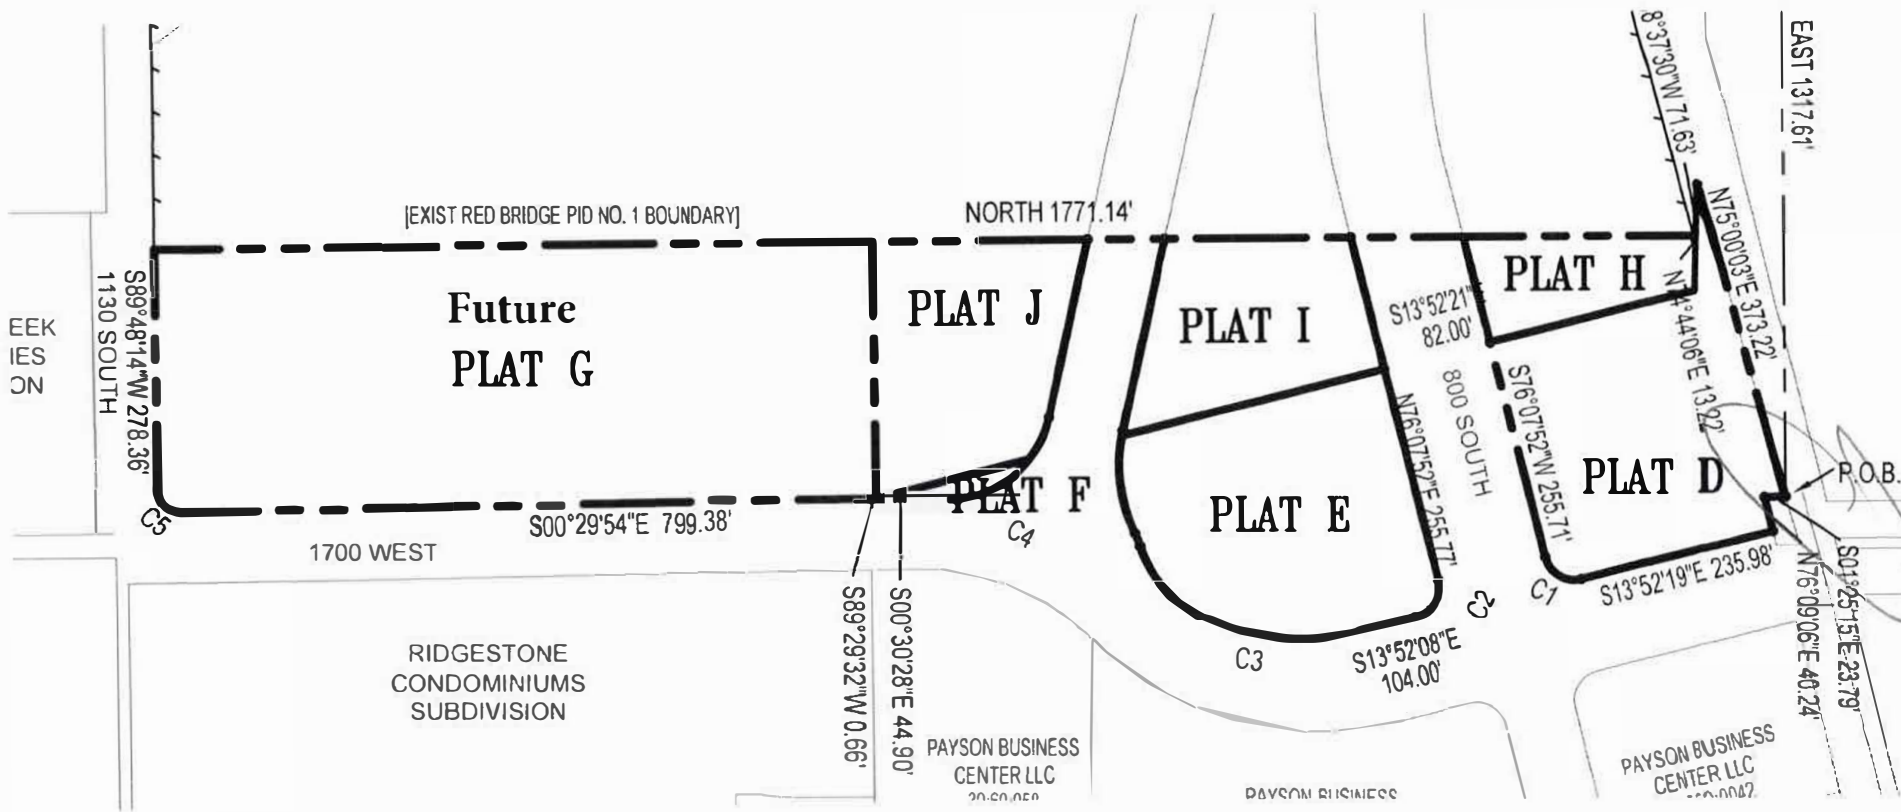 EAST 1317.61'
8°37'30"W 71.63'
[EXIST RED BRIDGE PID NO. 1 BOUNDARY]
NORTH 1771.14'
N75°00'03"E 373.22'
S89°48'14"W 278.36'
1130 SOUTH
EEK
IES
ON
Future
PLAT G
PLAT J
PLAT I
PLAT H
S13°52'21"
82.00'
N14°44'06"E 13.22'
800 SOUTH
S76°07'52"W 255.71'
N76°07'52"E 255.77'
PLAT D
P.O.B.
PLAT F
PLAT E
C5
S00°29'54"E 799.38'
1700 WEST
C4
C3
S13°52'08"E
104.00'
C2
C1
S13°52'19"E 235.98'
S01°25'15"E 23.79'
N76°09'06"E 40.24'
S89°29'32"W 0.66'
S00°30'28"E 44.90'
RIDGESTONE
CONDOMINIUMS
SUBDIVISION
PAYSON BUSINESS
CENTER LLC
PAYSON BUSINESS
PAYSON BUSINESS
CENTER LLC